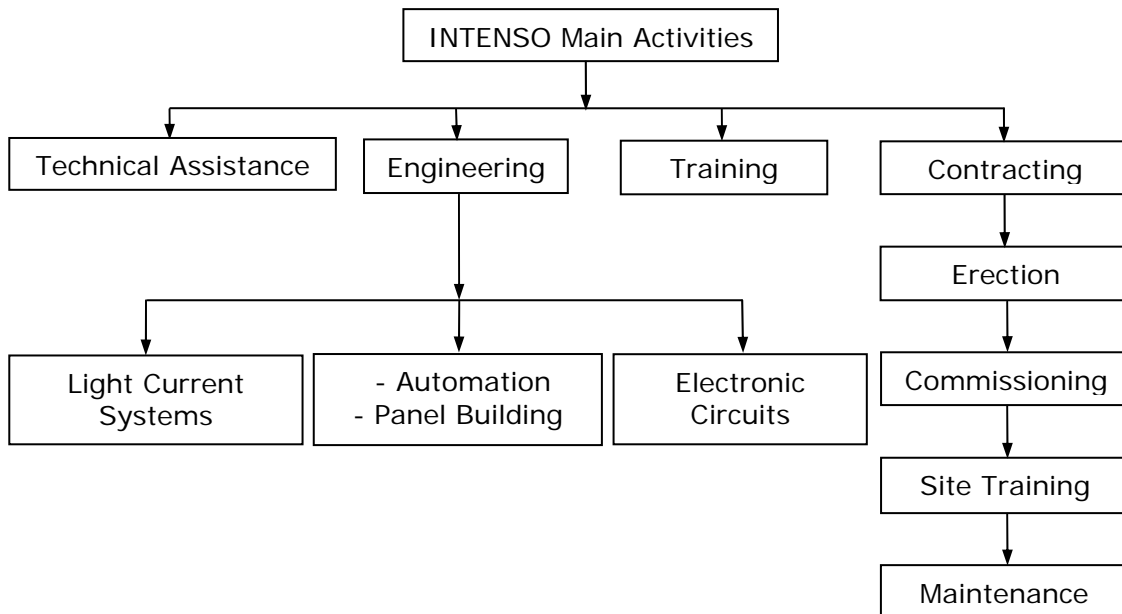 INTENSO Main Activities
Technical Assistance
Engineering
Training
Contracting
Erection
Light Current
Systems
- Automation
- Panel Building
Electronic
Circuits
Commissioning
Site Training
Maintenance